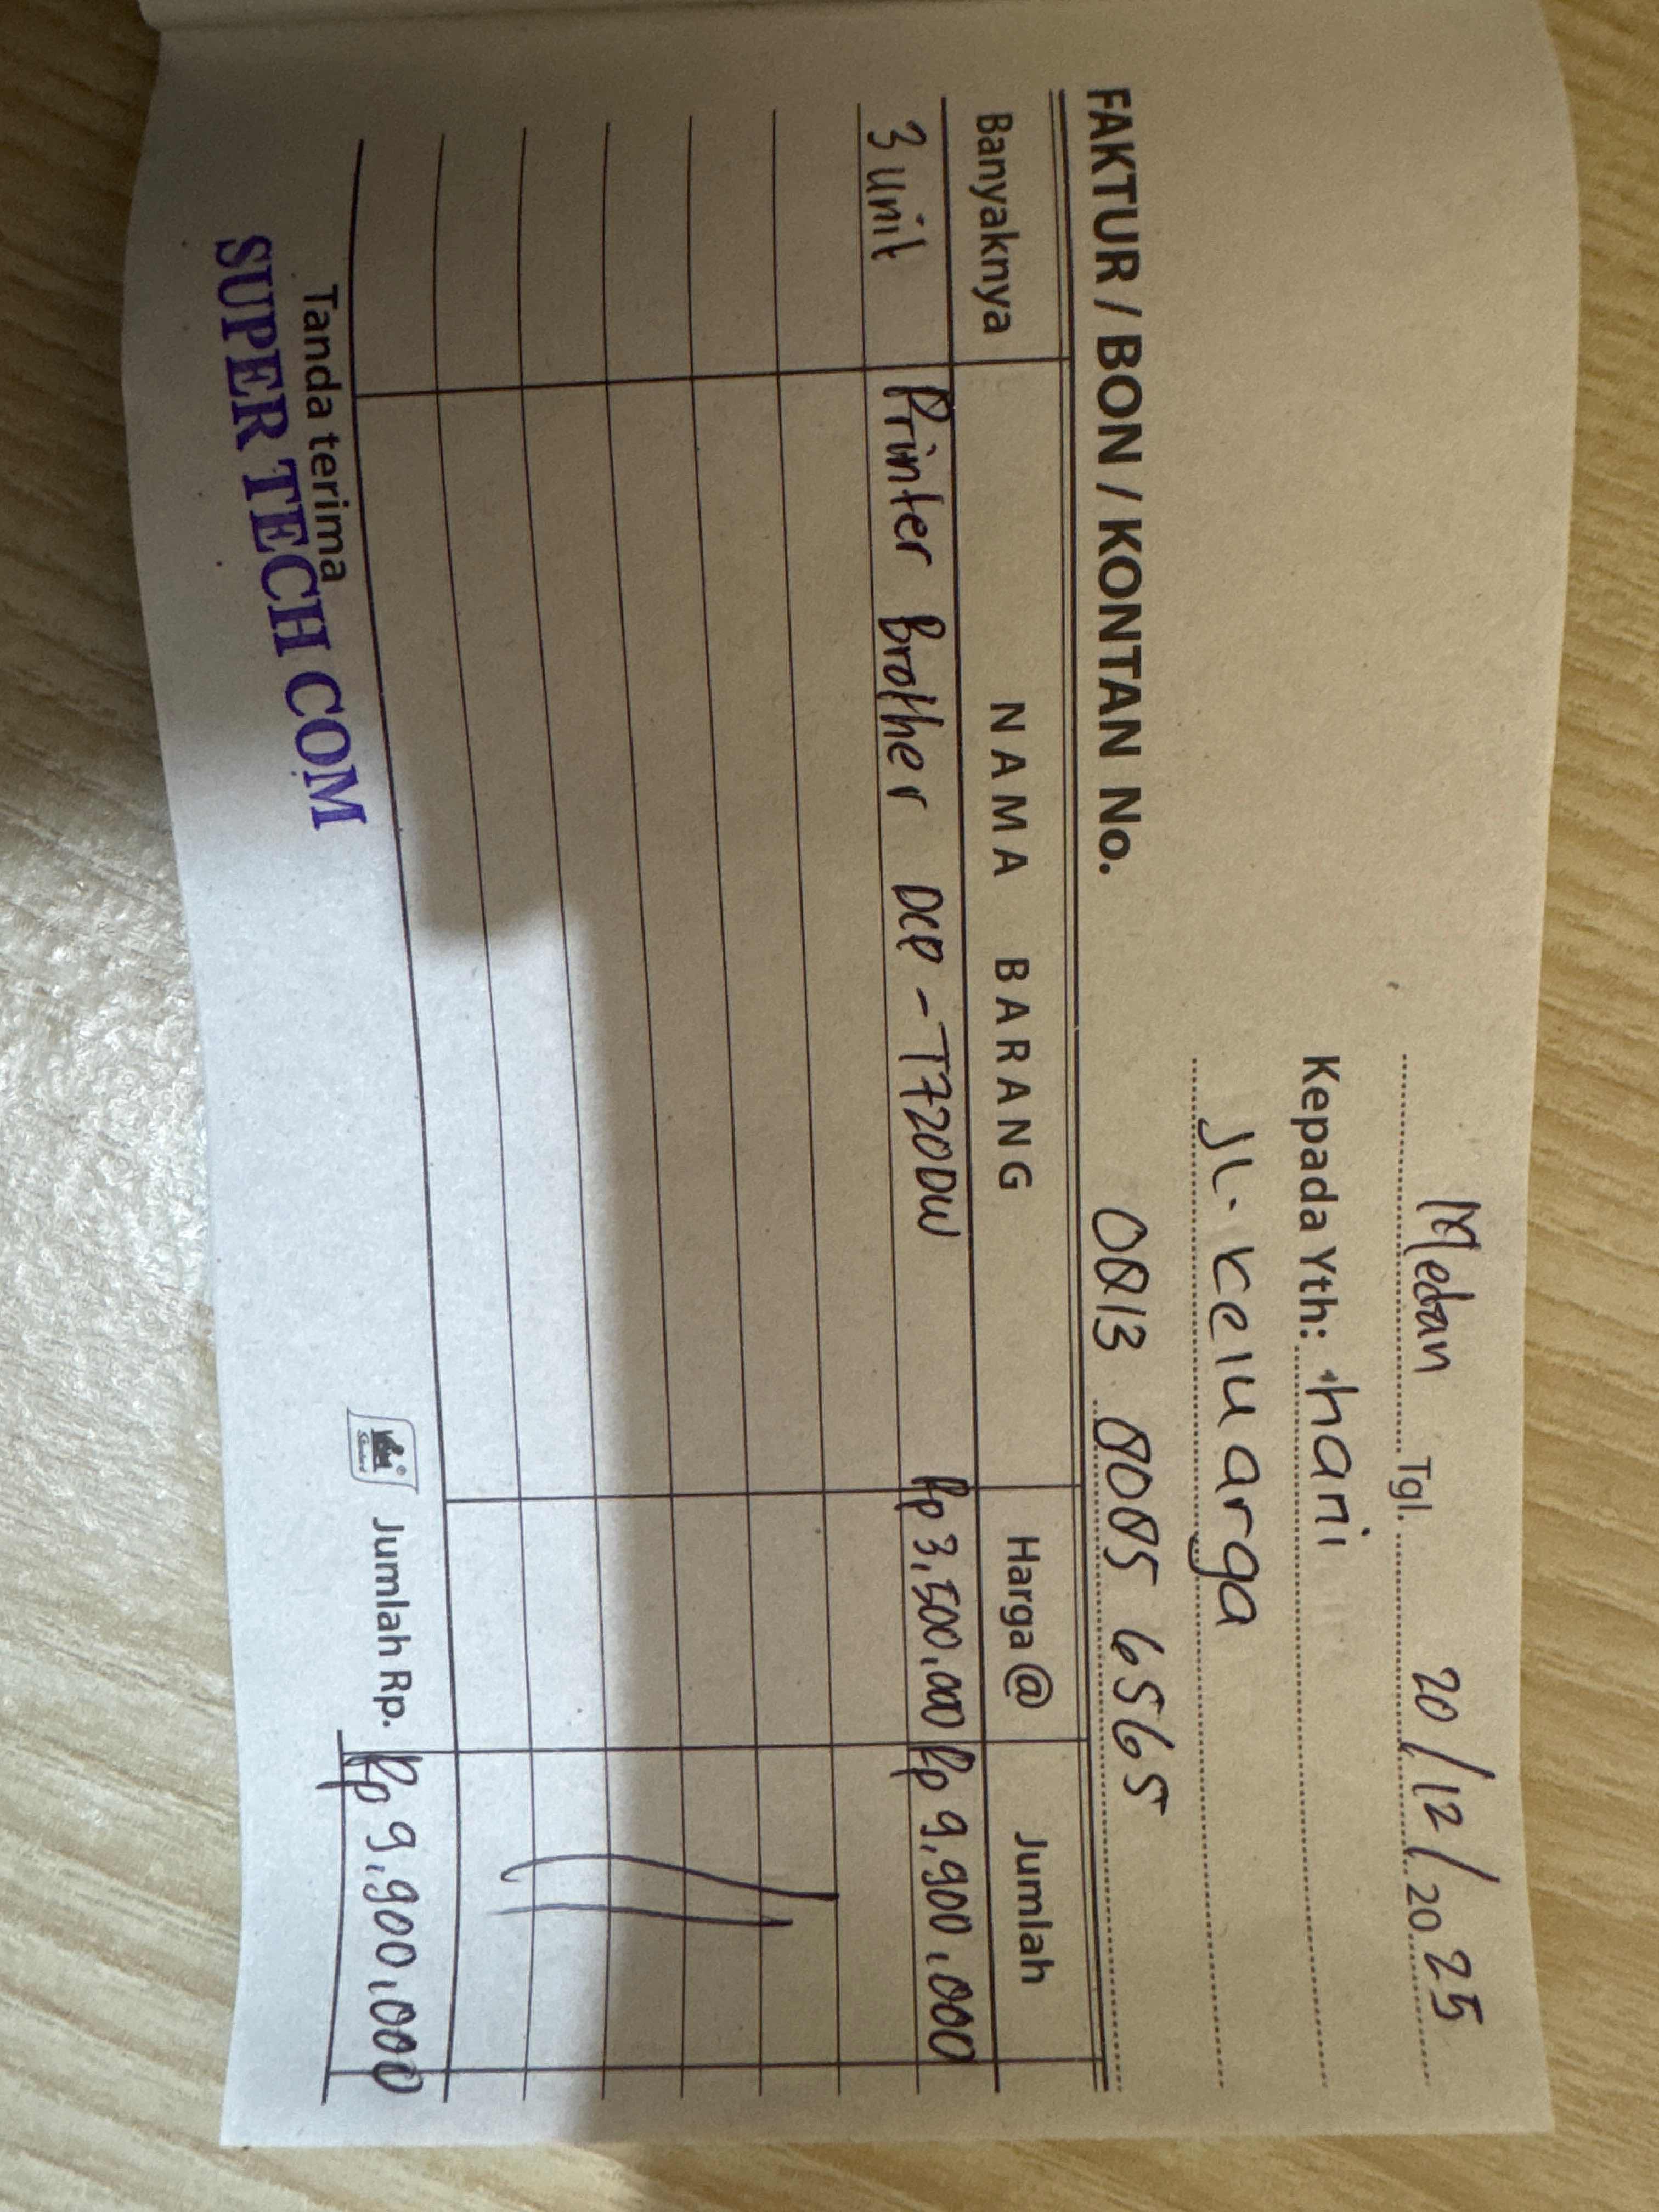 Medan Tgl. 20/12/2025
Kepada Yth: hani
JL. Keluarga
FAKTUR / BON / KONTAN No. 0013 0005 6565
Banyaknya NAMA BARANG Harga @ Jumlah
3 unit Printer Brother DCP-T720DW Rp 3,500.000 Rp 9,900.000
Tanda terima Jumlah Rp. Rp 9,900.000
SUPER TECH COM